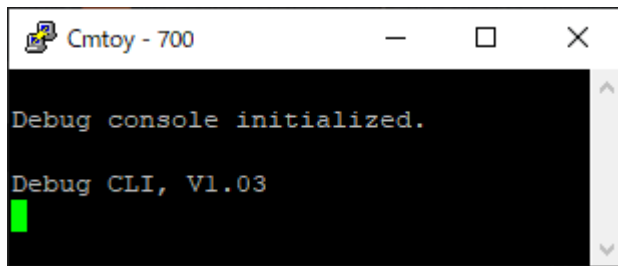 Cmtoy - 700
Debug console initialized.
Debug CLI, V1.03